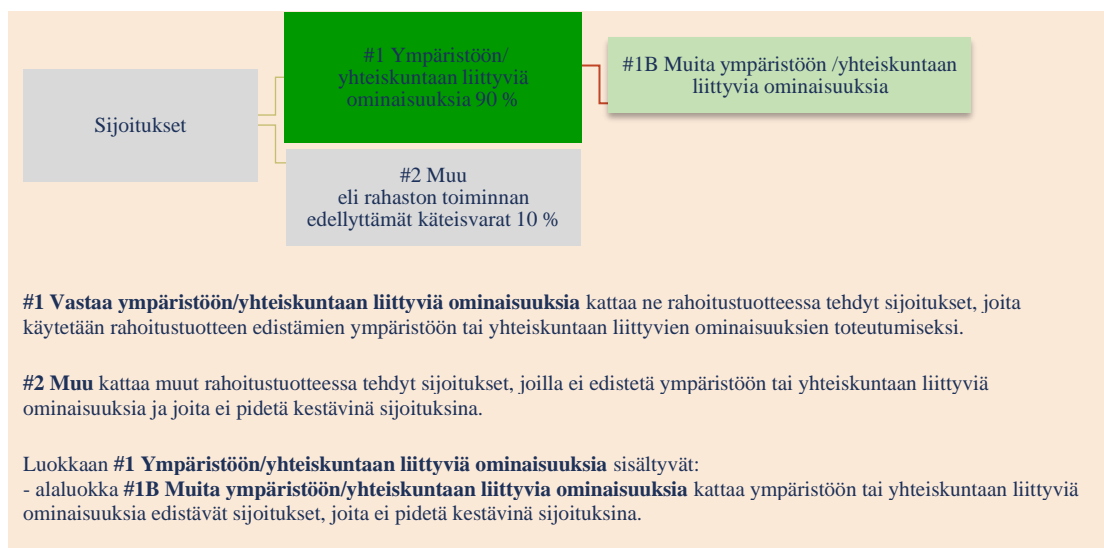 Sijoitukset
#1 Ympäristöön/
yhteiskuntaan liittyviä
ominaisuuksia 90 %
#1B Muita ympäristöön /yhteiskuntaan
liittyvia ominaisuuksia
#2 Muu
eli rahaston toiminnan
edellyttämät käteisvarat 10 %
#1 Vastaa ympäristöön/yhteiskuntaan liittyviä ominaisuuksia kattaa ne rahoitustuotteessa tehdyt sijoitukset, joita
käytetään rahoitustuotteen edistämien ympäristöön tai yhteiskuntaan liittyvien ominaisuuksien toteutumiseksi.
#2 Muu kattaa muut rahoitustuotteessa tehdyt sijoitukset, joilla ei edistetä ympäristöön tai yhteiskuntaan liittyviä
ominaisuuksia ja joita ei pidetä kestävinä sijoituksina.
Luokkaan #1 Ympäristöön/yhteiskuntaan liittyviä ominaisuuksia sisältyvät:
- alaluokka #1B Muita ympäristöön/yhteiskuntaan liittyvia ominaisuuksia kattaa ympäristöön tai yhteiskuntaan liittyviä
ominaisuuksia edistävät sijoitukset, joita ei pidetä kestävinä sijoituksina.